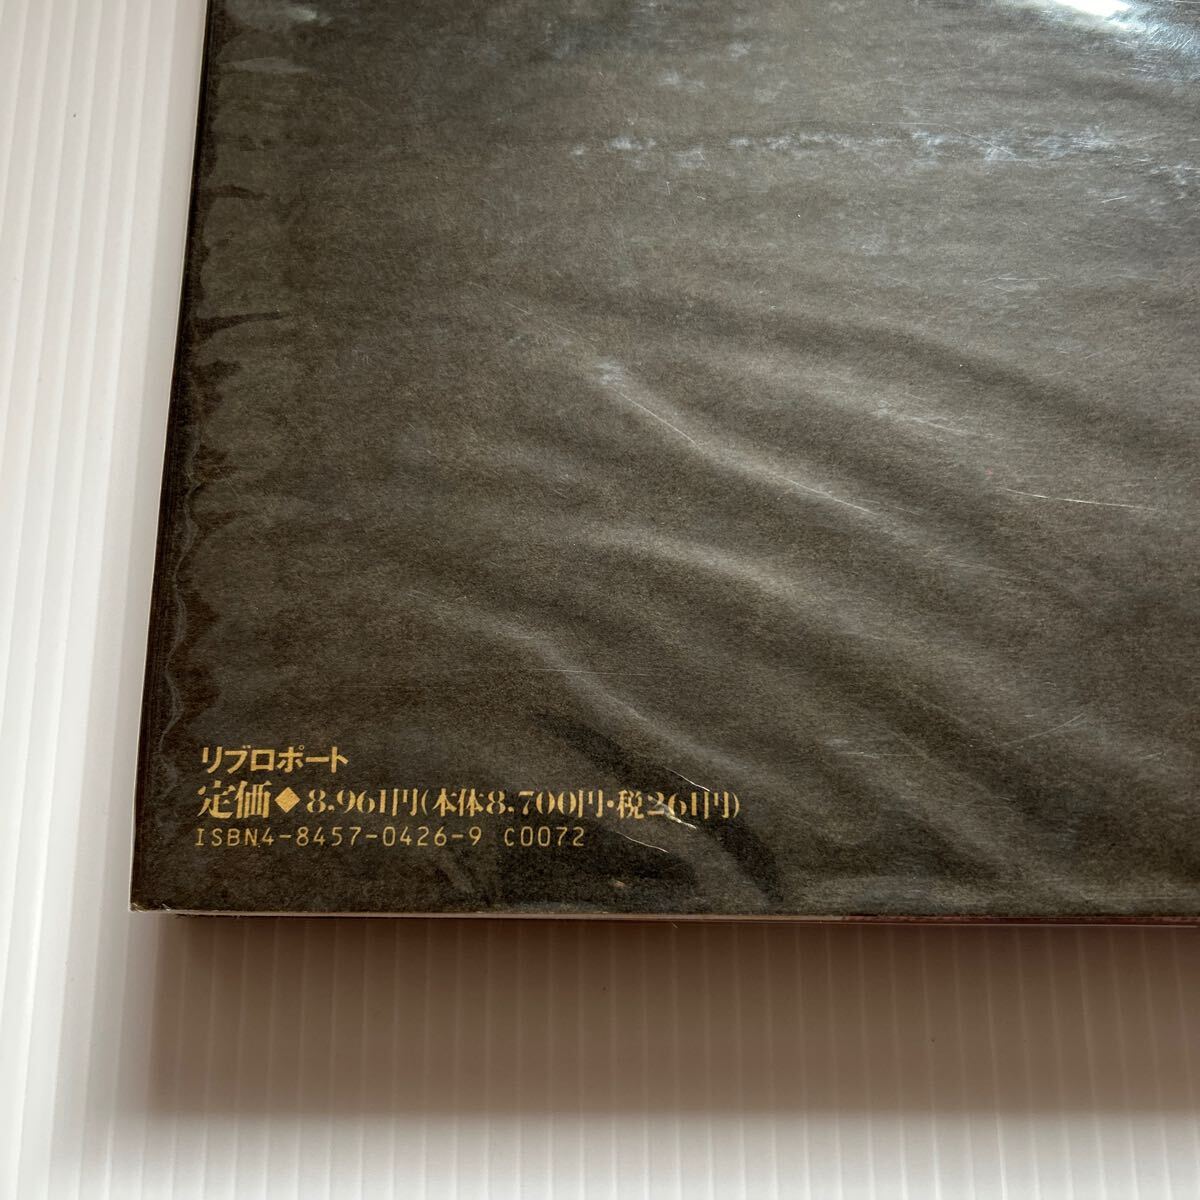 リブロポート
定価◆8,961円(本体8,700円・税261円)
ISBN4-8457-0426-9 C0072